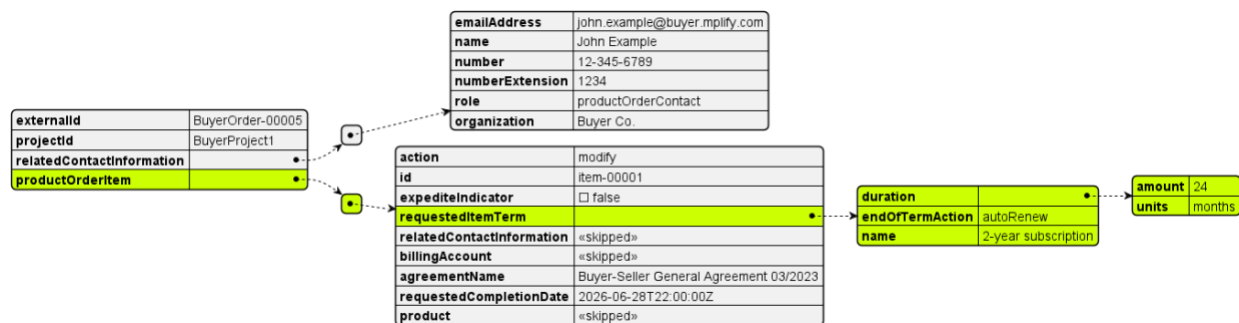 emailAddress john.example@buyer.mplify.com
name John Example
number 12-345-6789
numberExtension 1234
role productOrderContact
organization Buyer Co.
externalId BuyerOrder-00005
projectId BuyerProject1
relatedContactInformation
productOrderItem
action modify
id item-00001
expediteIndicator ☐ false
requestedItemTerm
relatedContactInformation «skipped»
billingAccount «skipped»
agreementName Buyer-Seller General Agreement 03/2023
requestedCompletionDate 2026-06-28T22:00:00Z
product «skipped»
duration
endOfTermAction autoRenew
name 2-year subscription
amount 24
units months